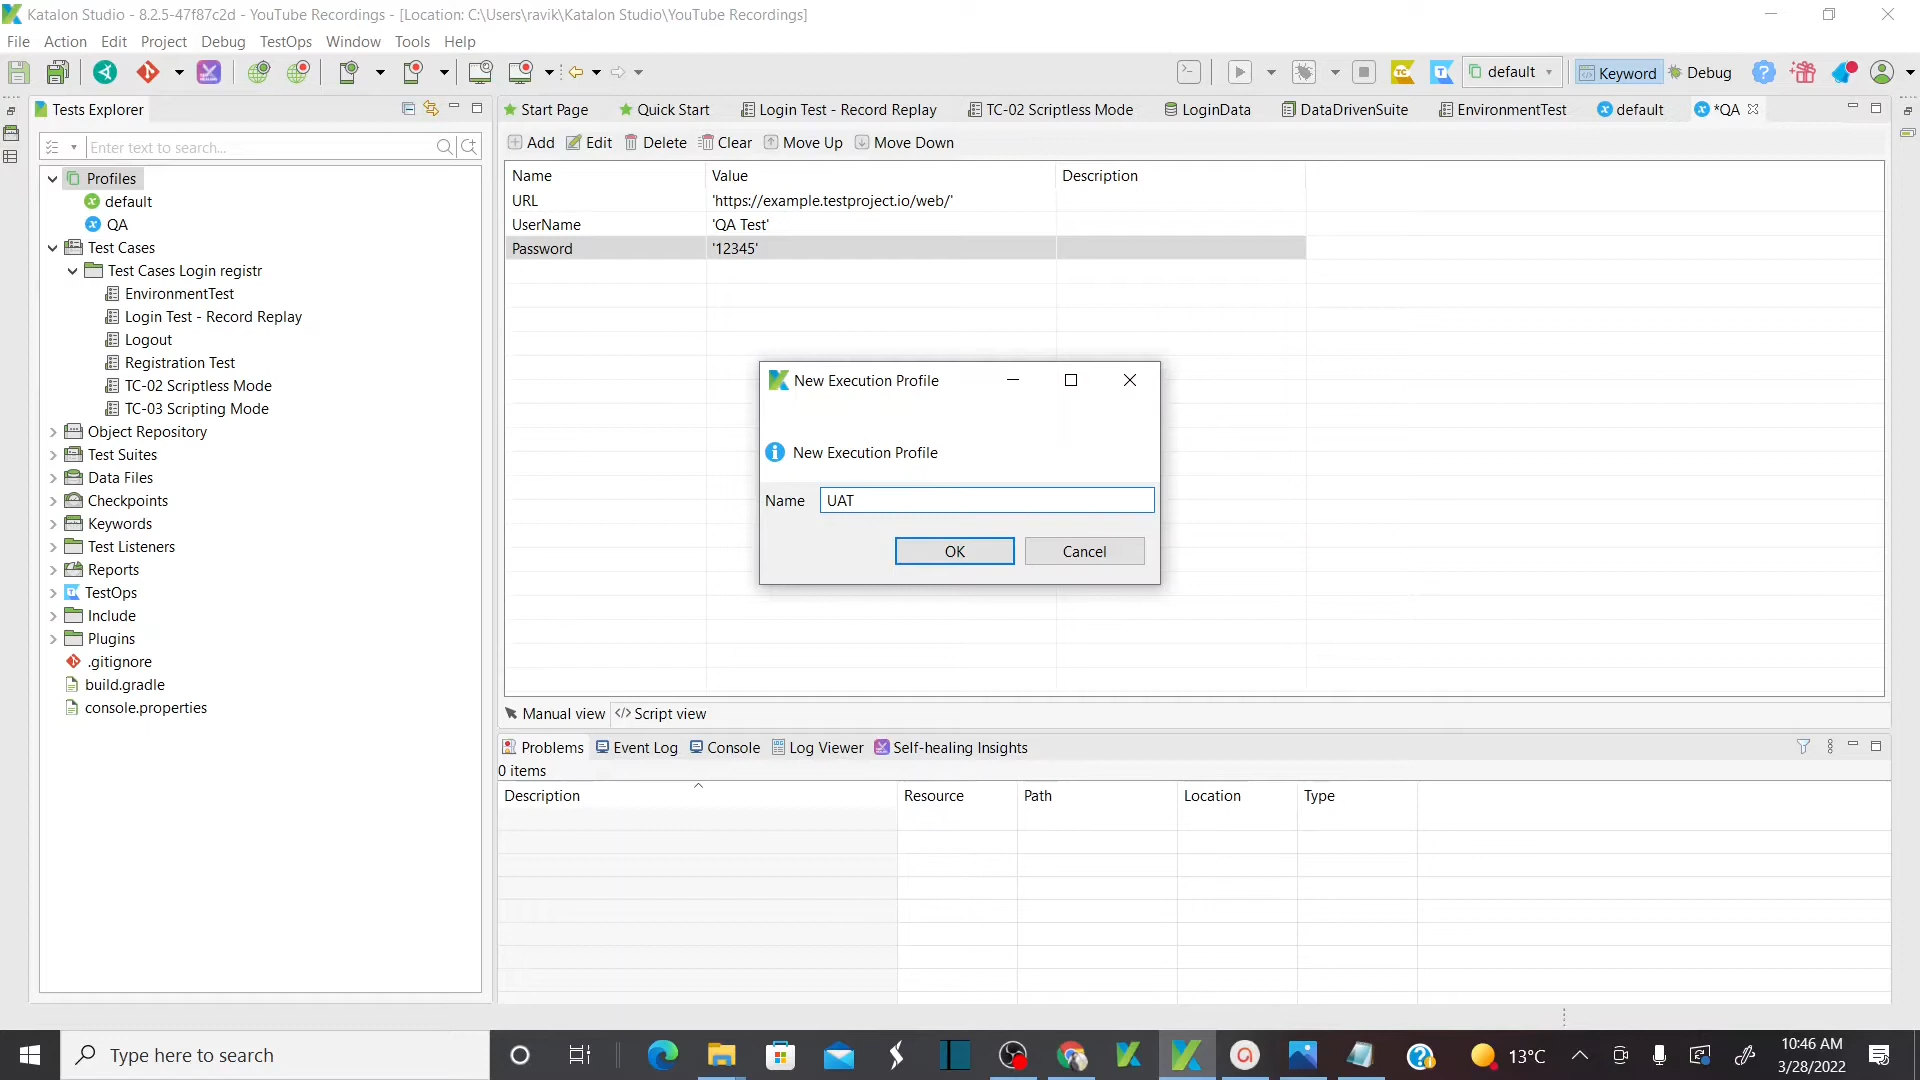 Katalon Studio - 8.2.5-47f87c2d - YouTube Recordings - [Location: C:\Users\ravik\Katalon Studio\YouTube Recordings]
File Action Edit Project Debug TestOps Window Tools Help
default Keyword Debug
Tests Explorer
Start Page Quick Start Login Test - Record Replay TC-02 Scriptless Mode LoginData DataDrivenSuite EnvironmentTest default *QA
Enter text to search...
Add Edit Delete Clear Move Up Move Down
Profiles
default
QA
Test Cases
Test Cases Login registr
EnvironmentTest
Login Test - Record Replay
Logout
Registration Test
TC-02 Scriptless Mode
TC-03 Scripting Mode
Object Repository
Test Suites
Data Files
Checkpoints
Keywords
Test Listeners
Reports
TestOps
Include
Plugins
.gitignore
build.gradle
console.properties
Name Value Description
URL 'https://example.testproject.io/web/'
UserName 'QA Test'
Password '12345'
New Execution Profile
New Execution Profile
Name UAT
OK Cancel
Manual view Script view
Problems Event Log Console Log Viewer Self-healing Insights
0 items
Description Resource Path Location Type
Type here to search
13°C
10:46 AM
3/28/2022